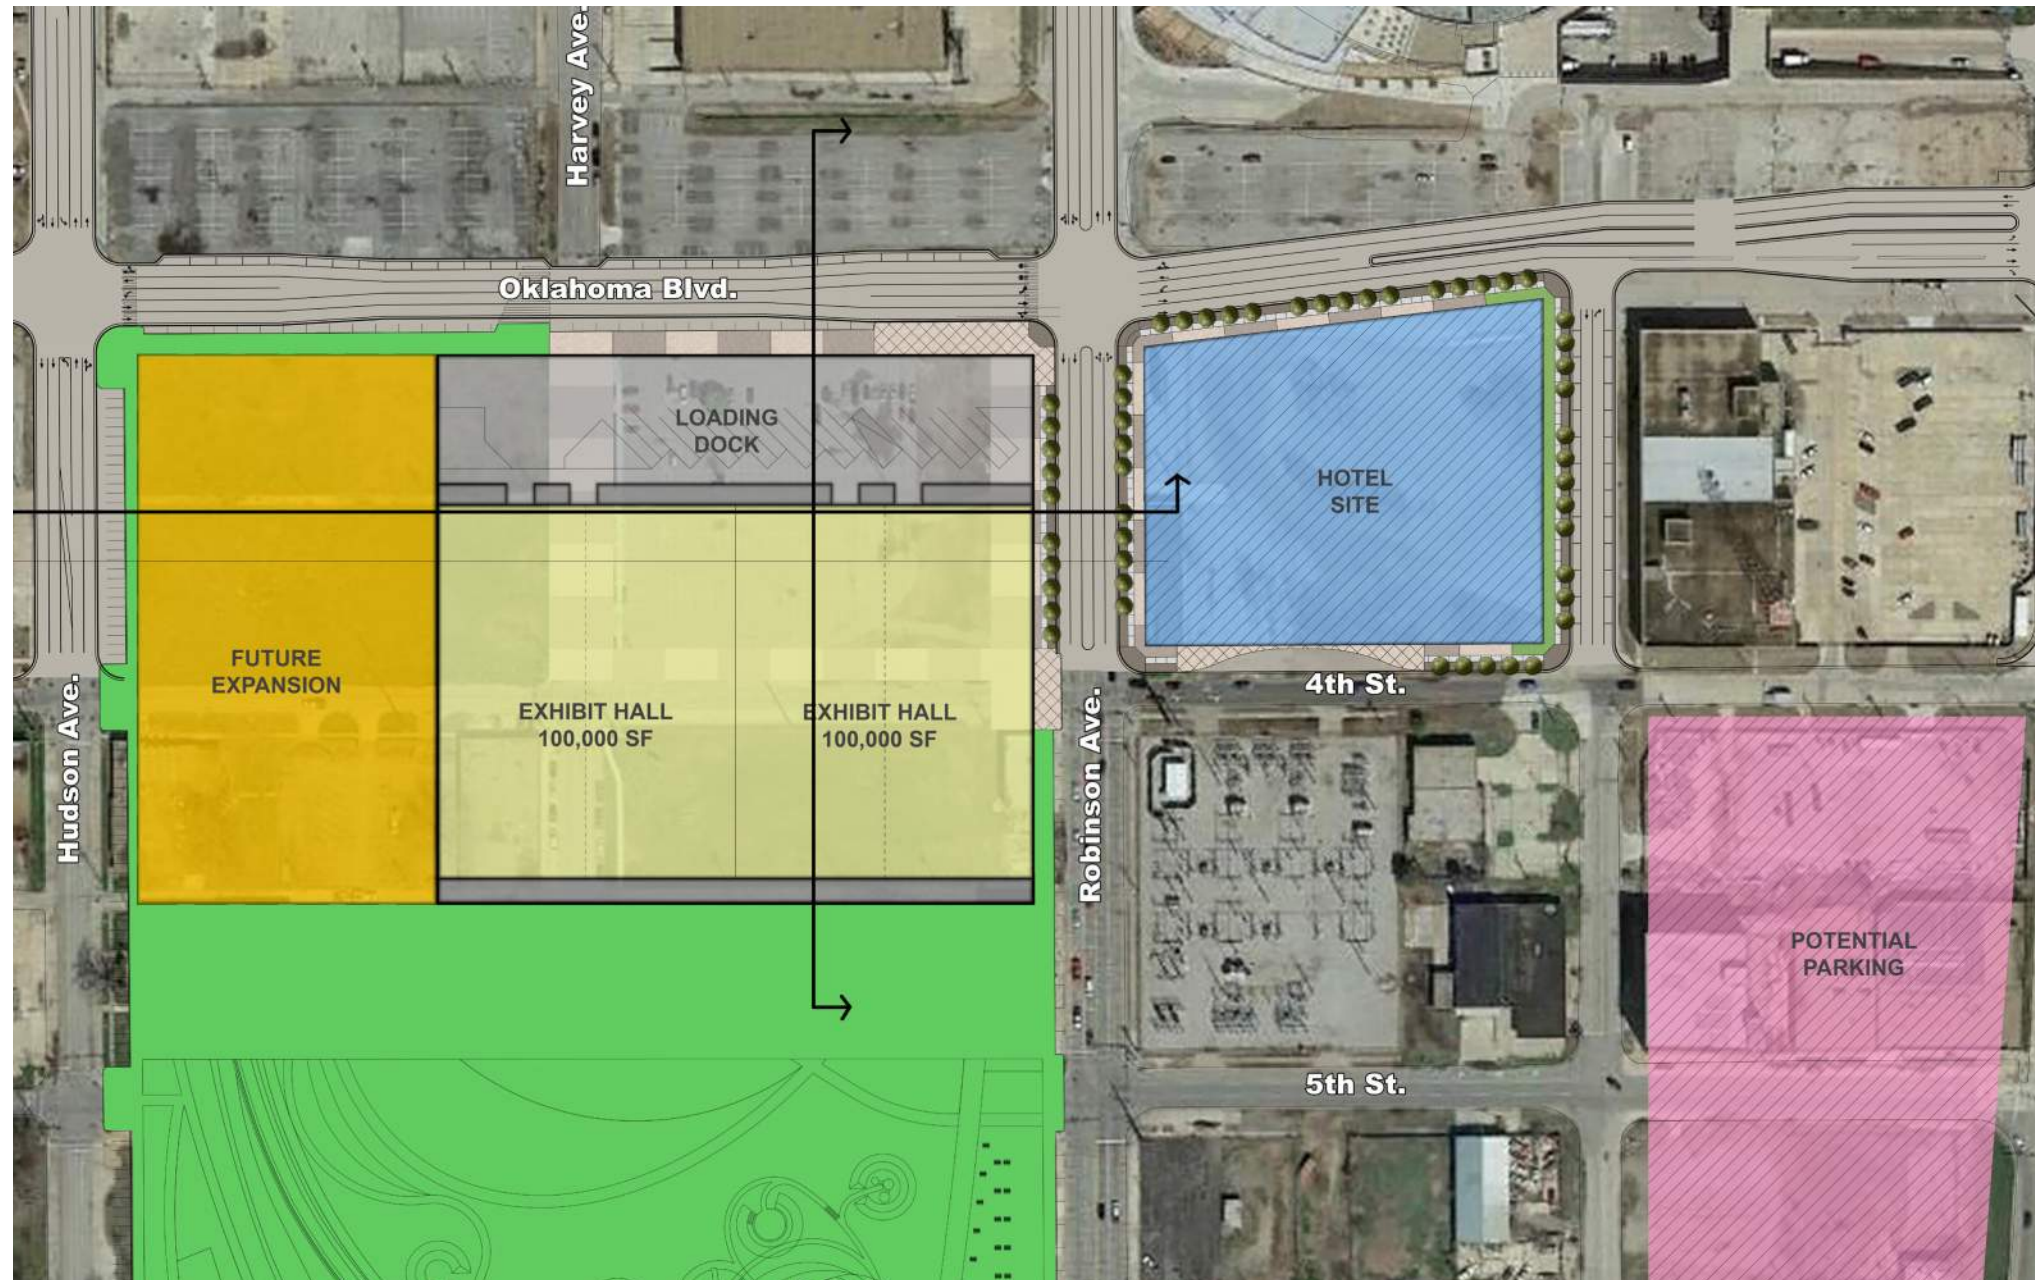 Harvey Ave.
Oklahoma Blvd.
LOADING
DOCK
HOTEL
SITE
FUTURE
EXPANSION
EXHIBIT HALL
100,000 SF
EXHIBIT HALL
100,000 SF
4th St.
Hudson Ave.
Robinson Ave.
POTENTIAL
PARKING
5th St.